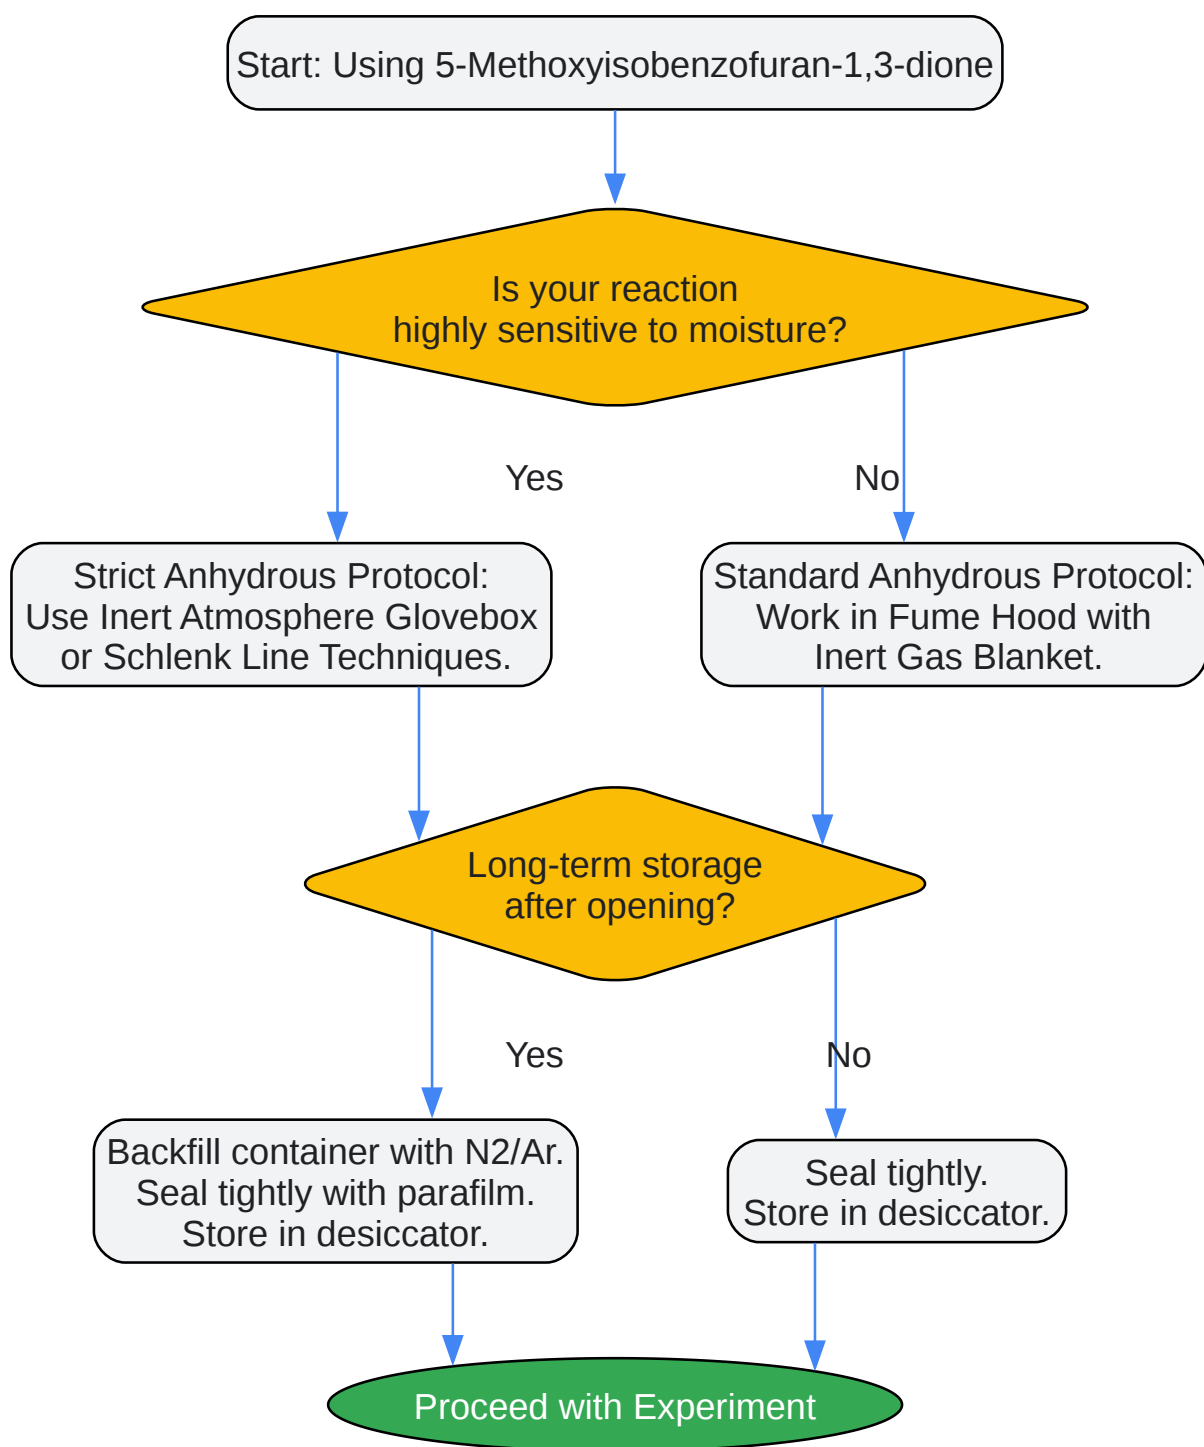 Start: Using 5-Methoxyisobenzofuran-1,3-dione
Is your reaction
highly sensitive to moisture?
Yes
No
Strict Anhydrous Protocol:
Use Inert Atmosphere Glovebox
or Schlenk Line Techniques.
Standard Anhydrous Protocol:
Work in Fume Hood with
Inert Gas Blanket.
Long-term storage
after opening?
Yes
No
Backfill container with N2/Ar.
Seal tightly with parafilm.
Store in desiccator.
Seal tightly.
Store in desiccator.
Proceed with Experiment